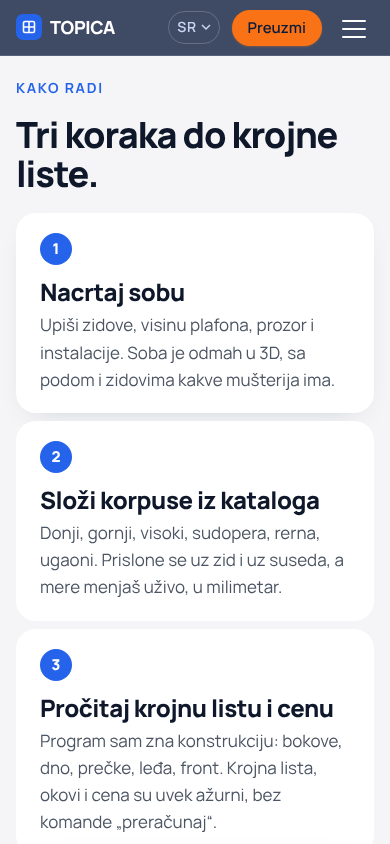 TOPICA
SR
Preuzmi
KAKO RADI
Tri koraka do krojne
liste.
1
Nacrtaj sobu
Upiši zidove, visinu plafona, prozor i
instalacije. Soba je odmah u 3D, sa
podom i zidovima kakve mušterija ima.
2
Složi korpuse iz kataloga
Donji, gornji, visoki, sudopera, rerna,
ugaoni. Prislone se uz zid i uz suseda, a
mere menjaš uživo, u milimetar.
3
Pročitaj krojnu listu i cenu
Program sam zna konstrukciju: bokove,
dno, prečke, leđa, front. Krojna lista,
okovi i cena su uvek ažurni, bez
komande „preračunaj“.